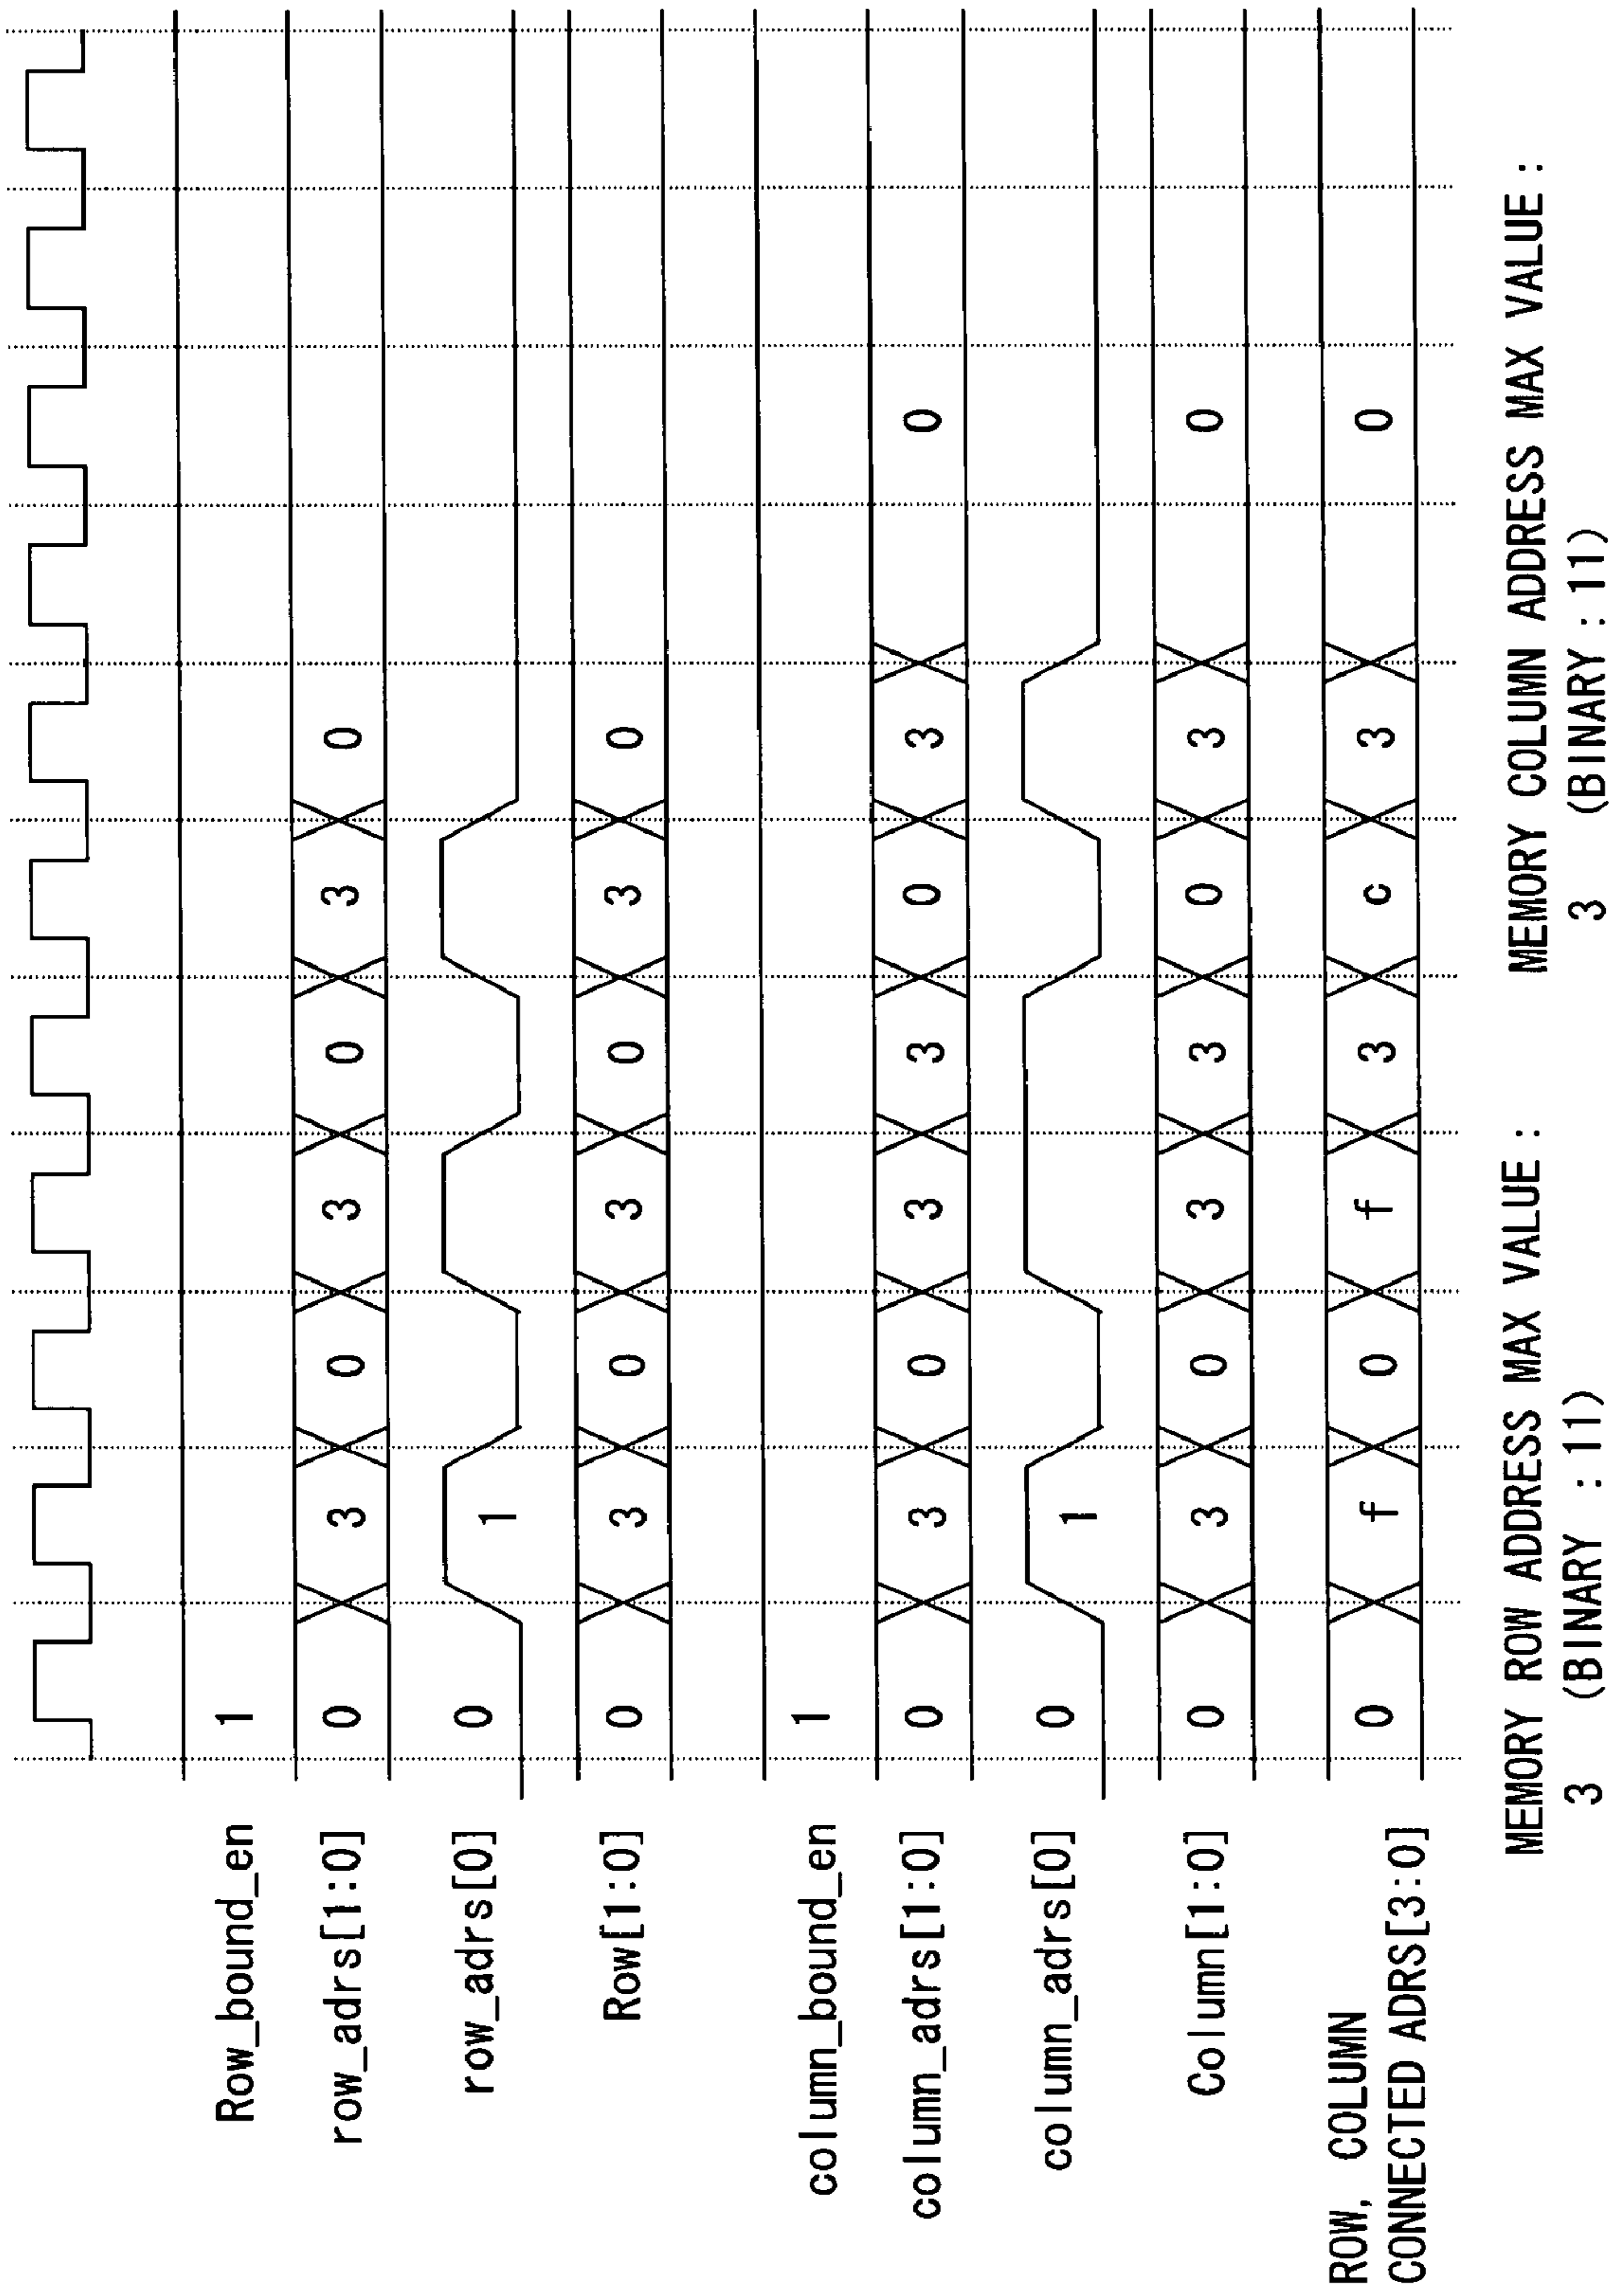 Row_bound_en 1
row_adrs[1:0] 0 3 0 3 0 3 0
row_adrs[0] 0 1
Row[1:0] 0 3 0 3 0 3 0
column_bound_en 1
column_adrs[1:0] 0 3 0 3 3 0 3 0
column_adrs[0] 0 1
Column[1:0] 0 3 0 3 3 0 3 0
ROW, COLUMN
CONNECTED ADRS[3:0] 0 f 0 f 3 c 3 0
MEMORY ROW ADDRESS MAX VALUE :
3 (BINARY :11)
MEMORY COLUMN ADDRESS MAX VALUE :
3 (BINARY :11)